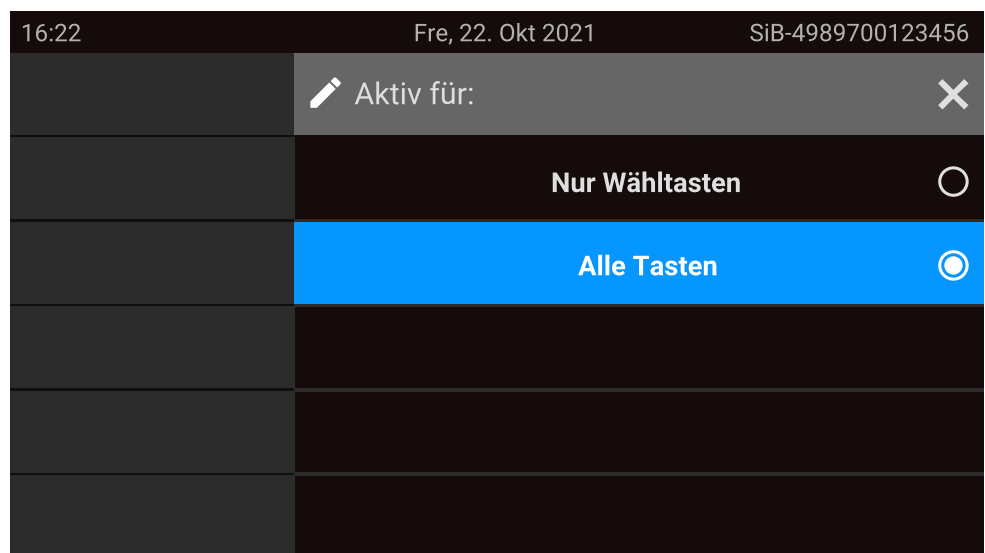 16:22 Fre, 22. Okt 2021 SiB-4989700123456
Aktiv für:
Nur Wähltasten
Alle Tasten